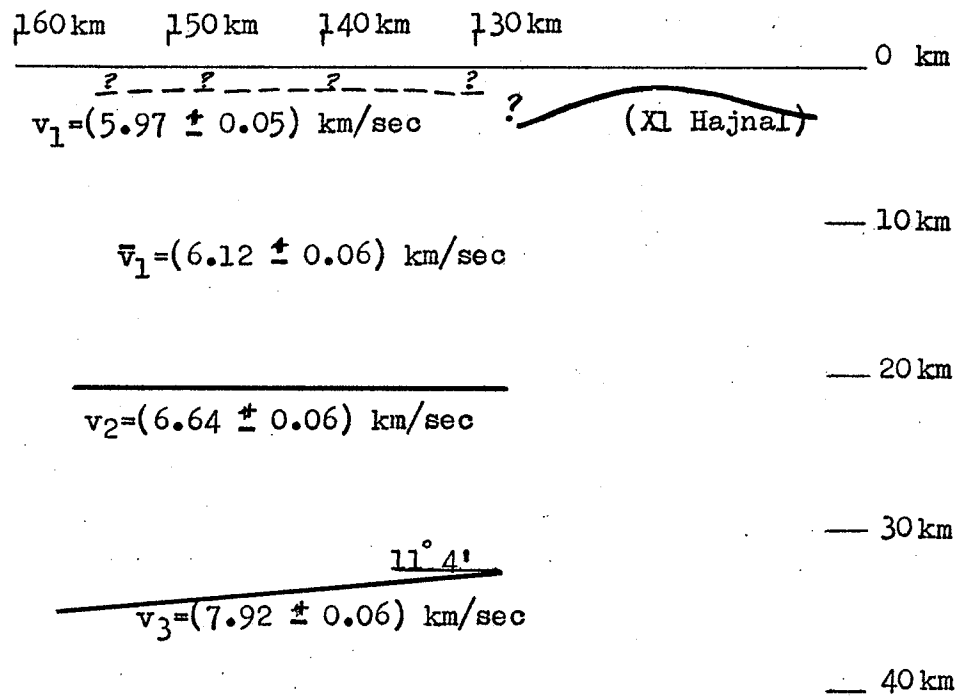 160 km 150 km 140 km 130 km
0 km
? ? ? ? ?
v1=(5.97 ± 0.05) km/sec (X1 Hajnal)
10 km
v̄1=(6.12 ± 0.06) km/sec
20 km
v2=(6.64 ± 0.06) km/sec
30 km
11° 4'
v3=(7.92 ± 0.06) km/sec
40 km